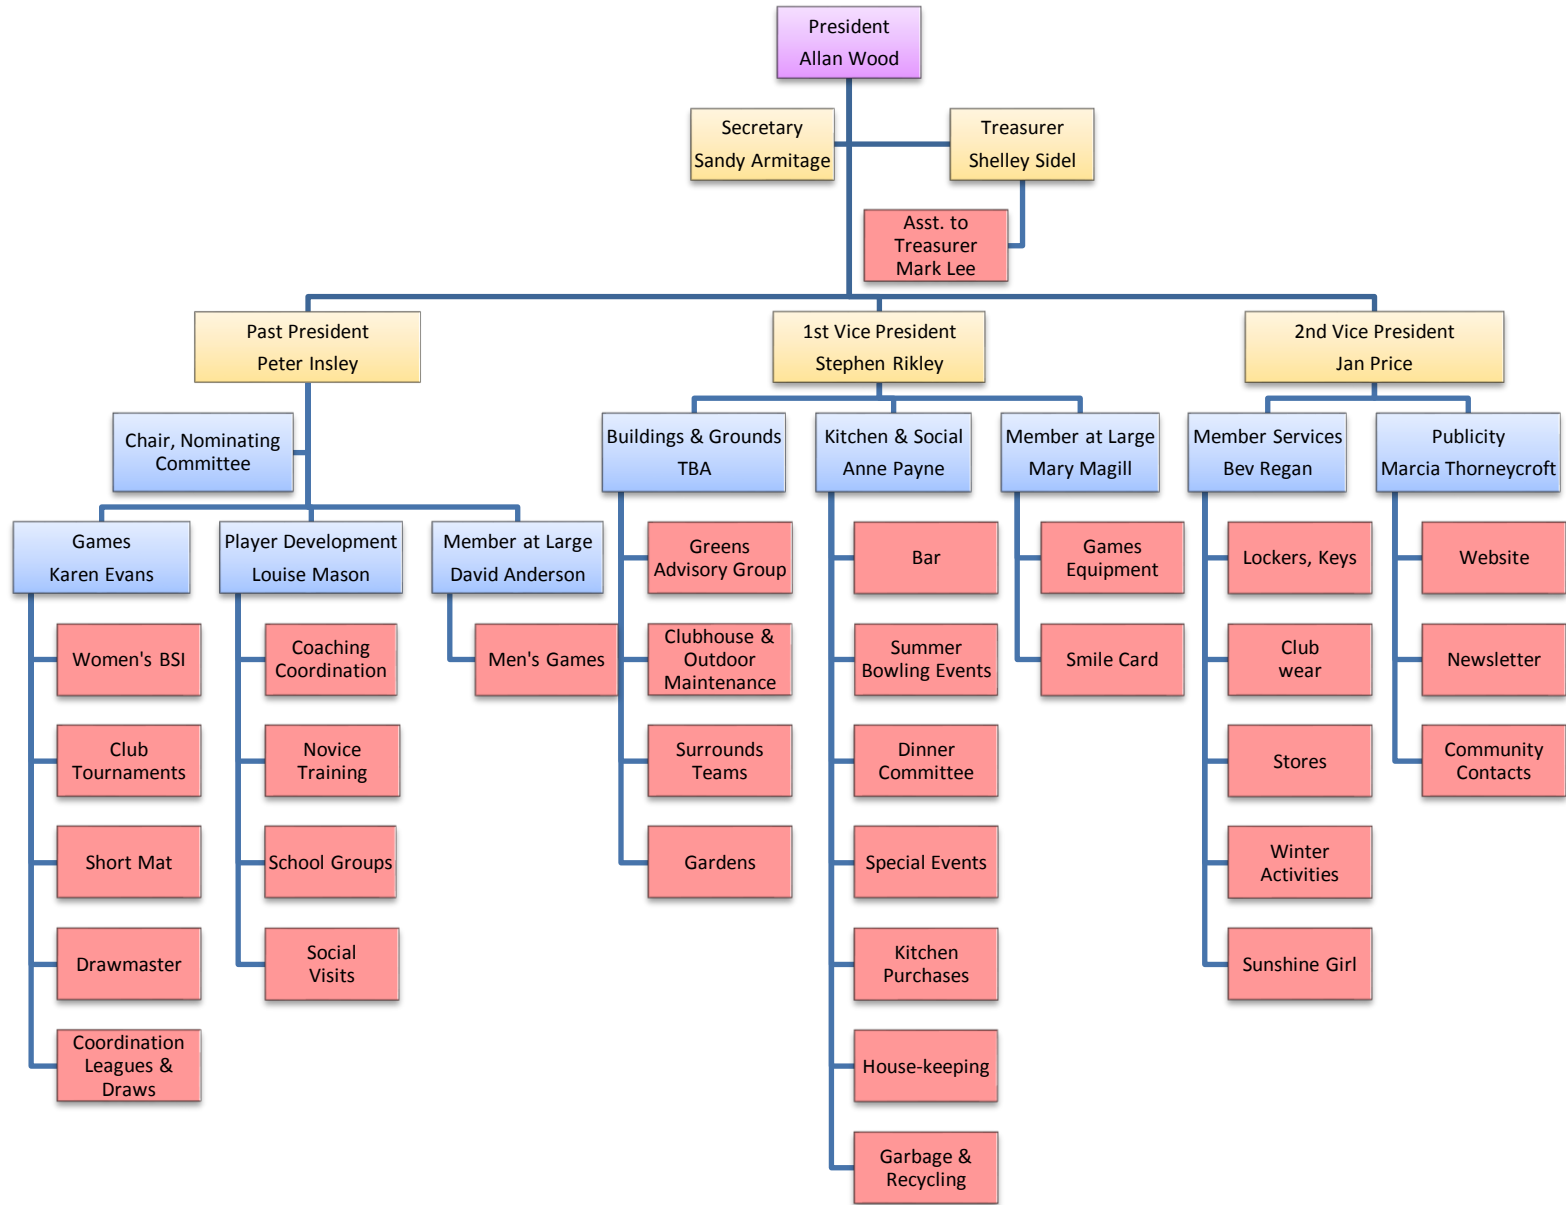 President
Allan Wood
Secretary
Sandy Armitage
Treasurer
Shelley Sidel
Asst. to
Treasurer
Mark Lee
Past President
Peter Insley
1st Vice President
Stephen Rikley
2nd Vice President
Jan Price
Chair, Nominating
Committee
Buildings & Grounds
TBA
Kitchen & Social
Anne Payne
Member at Large
Mary Magill
Member Services
Bev Regan
Publicity
Marcia Thorneycroft
Games
Karen Evans
Player Development
Louise Mason
Member at Large
David Anderson
Women's BSI
Club
Tournaments
Short Mat
Drawmaster
Coordination
Leagues &
Draws
Coaching
Coordination
Novice
Training
School Groups
Social
Visits
Men's Games
Greens
Advisory Group
Clubhouse &
Outdoor
Maintenance
Surrounds
Teams
Gardens
Bar
Summer
Bowling Events
Dinner
Committee
Special Events
Kitchen
Purchases
House-keeping
Garbage &
Recycling
Games
Equipment
Smile Card
Lockers, Keys
Club
wear
Stores
Winter
Activities
Sunshine Girl
Website
Newsletter
Community
Contacts